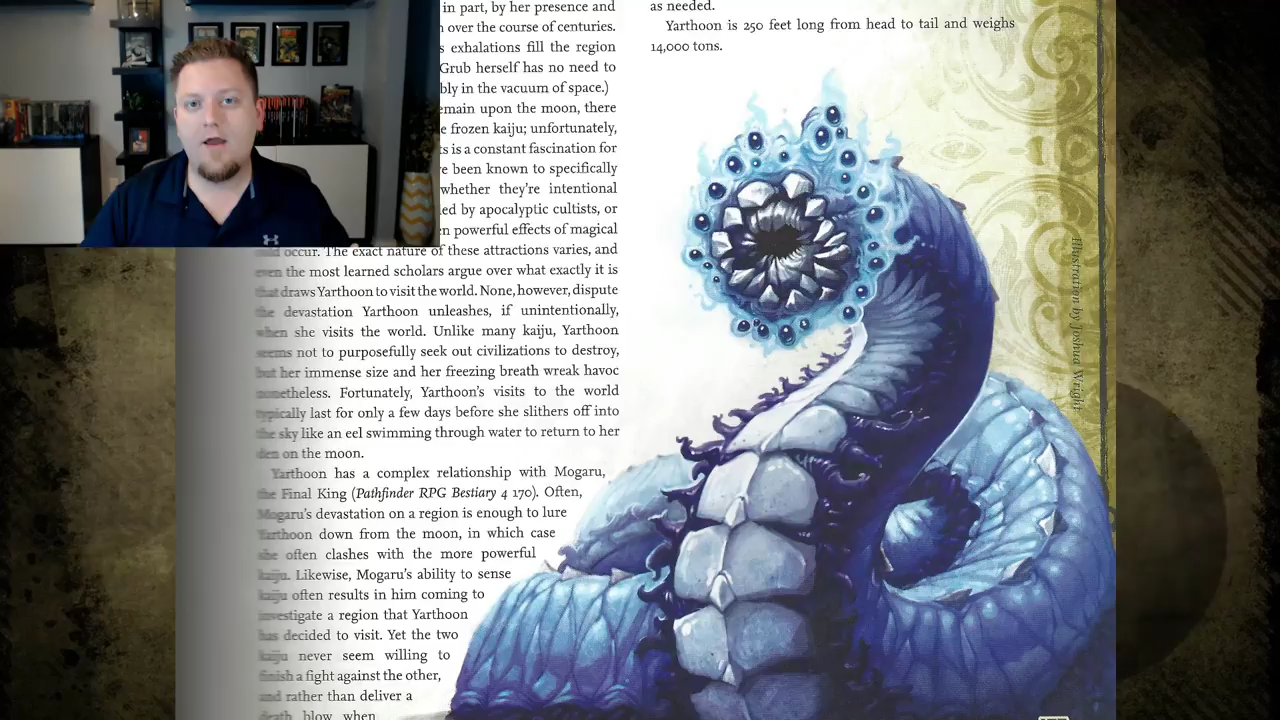 in part, by her presence and
over the course of centuries.
exhalations fill the region
Grub herself has no need to
in the vacuum of space.)
upon the moon, there
frozen kaiju; unfortunately,
is a constant fascination for
been known to specifically
whether they're intentional
by apocalyptic cultists, or
powerful effects of magical
occur. The exact nature of these attractions varies, and
even the most learned scholars argue over what exactly it is
that draws Yarthoon to visit the world. None, however, dispute
the devastation Yarthoon unleashes, if unintentionally,
when she visits the world. Unlike many kaiju, Yarthoon
seems not to purposefully seek out civilizations to destroy,
but her immense size and her freezing breath wreak havoc
nonetheless. Fortunately, Yarthoon's visits to the world
typically last for only a few days before she slithers off into
the sky like an eel swimming through water to return to her
den on the moon.
Yarthoon has a complex relationship with Mogaru,
the Final King (Pathfinder RPG Bestiary 4 170). Often,
Mogaru's devastation on a region is enough to lure
Yarthoon down from the moon, in which case
she often clashes with the more powerful
kaiju. Likewise, Mogaru's ability to sense
kaiju often results in him coming to
investigate a region that Yarthoon
has decided to visit. Yet the two
kaiju never seem willing to
finish a fight against the other,
and rather than deliver a
death blow when
as needed.
Yarthoon is 250 feet long from head to tail and weighs
14,000 tons.
Illustration by Joshua Wright